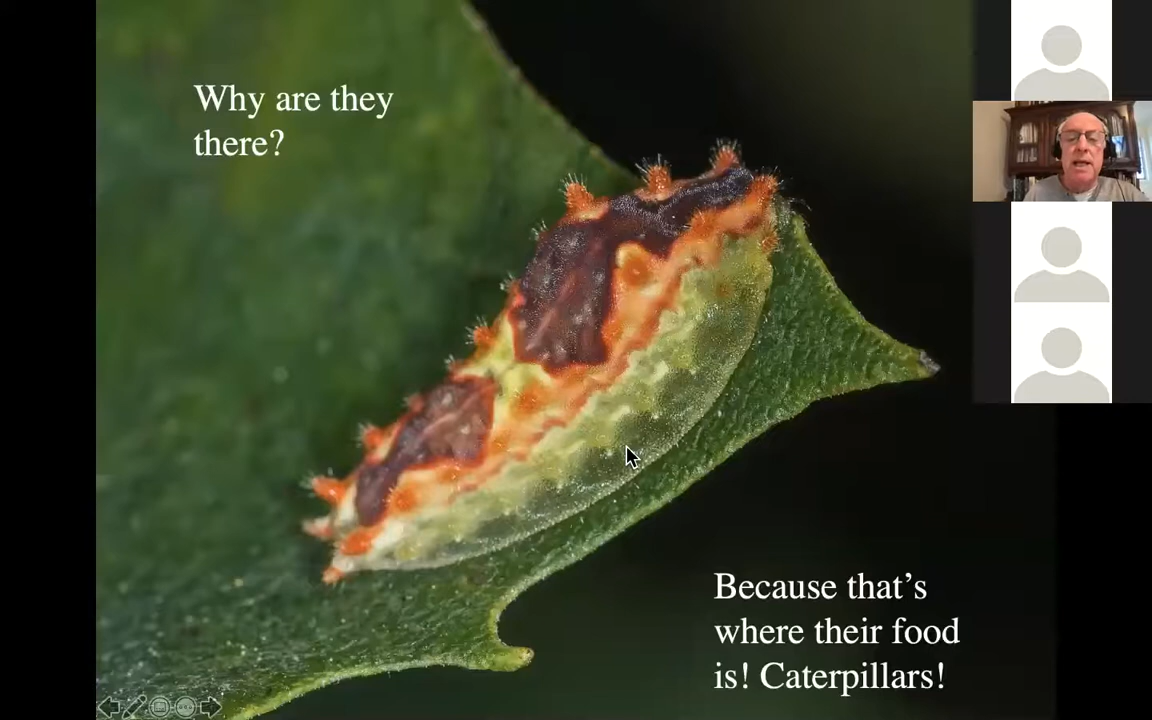 Why are they
there?
Because that’s
where their food
is! Caterpillars!